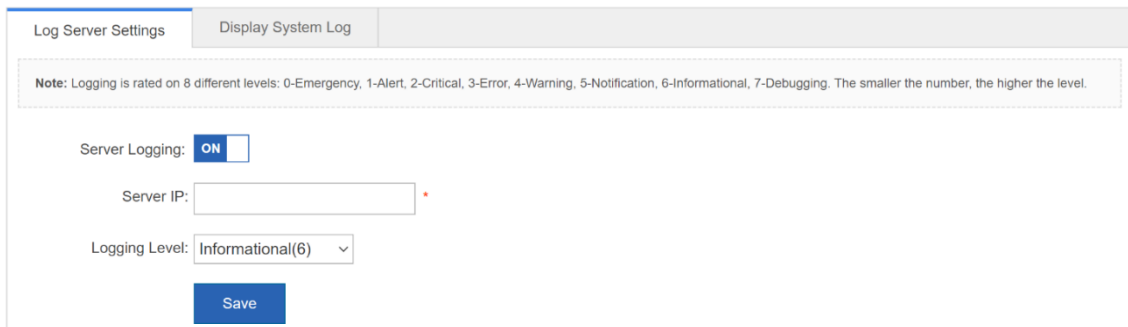 Log Server Settings
Display System Log
Note: Logging is rated on 8 different levels: 0-Emergency, 1-Alert, 2-Critical, 3-Error, 4-Warning, 5-Notification, 6-Informational, 7-Debugging. The smaller the number, the higher the level.
Server Logging: ON
Server IP: *
Logging Level: Informational(6)
Save